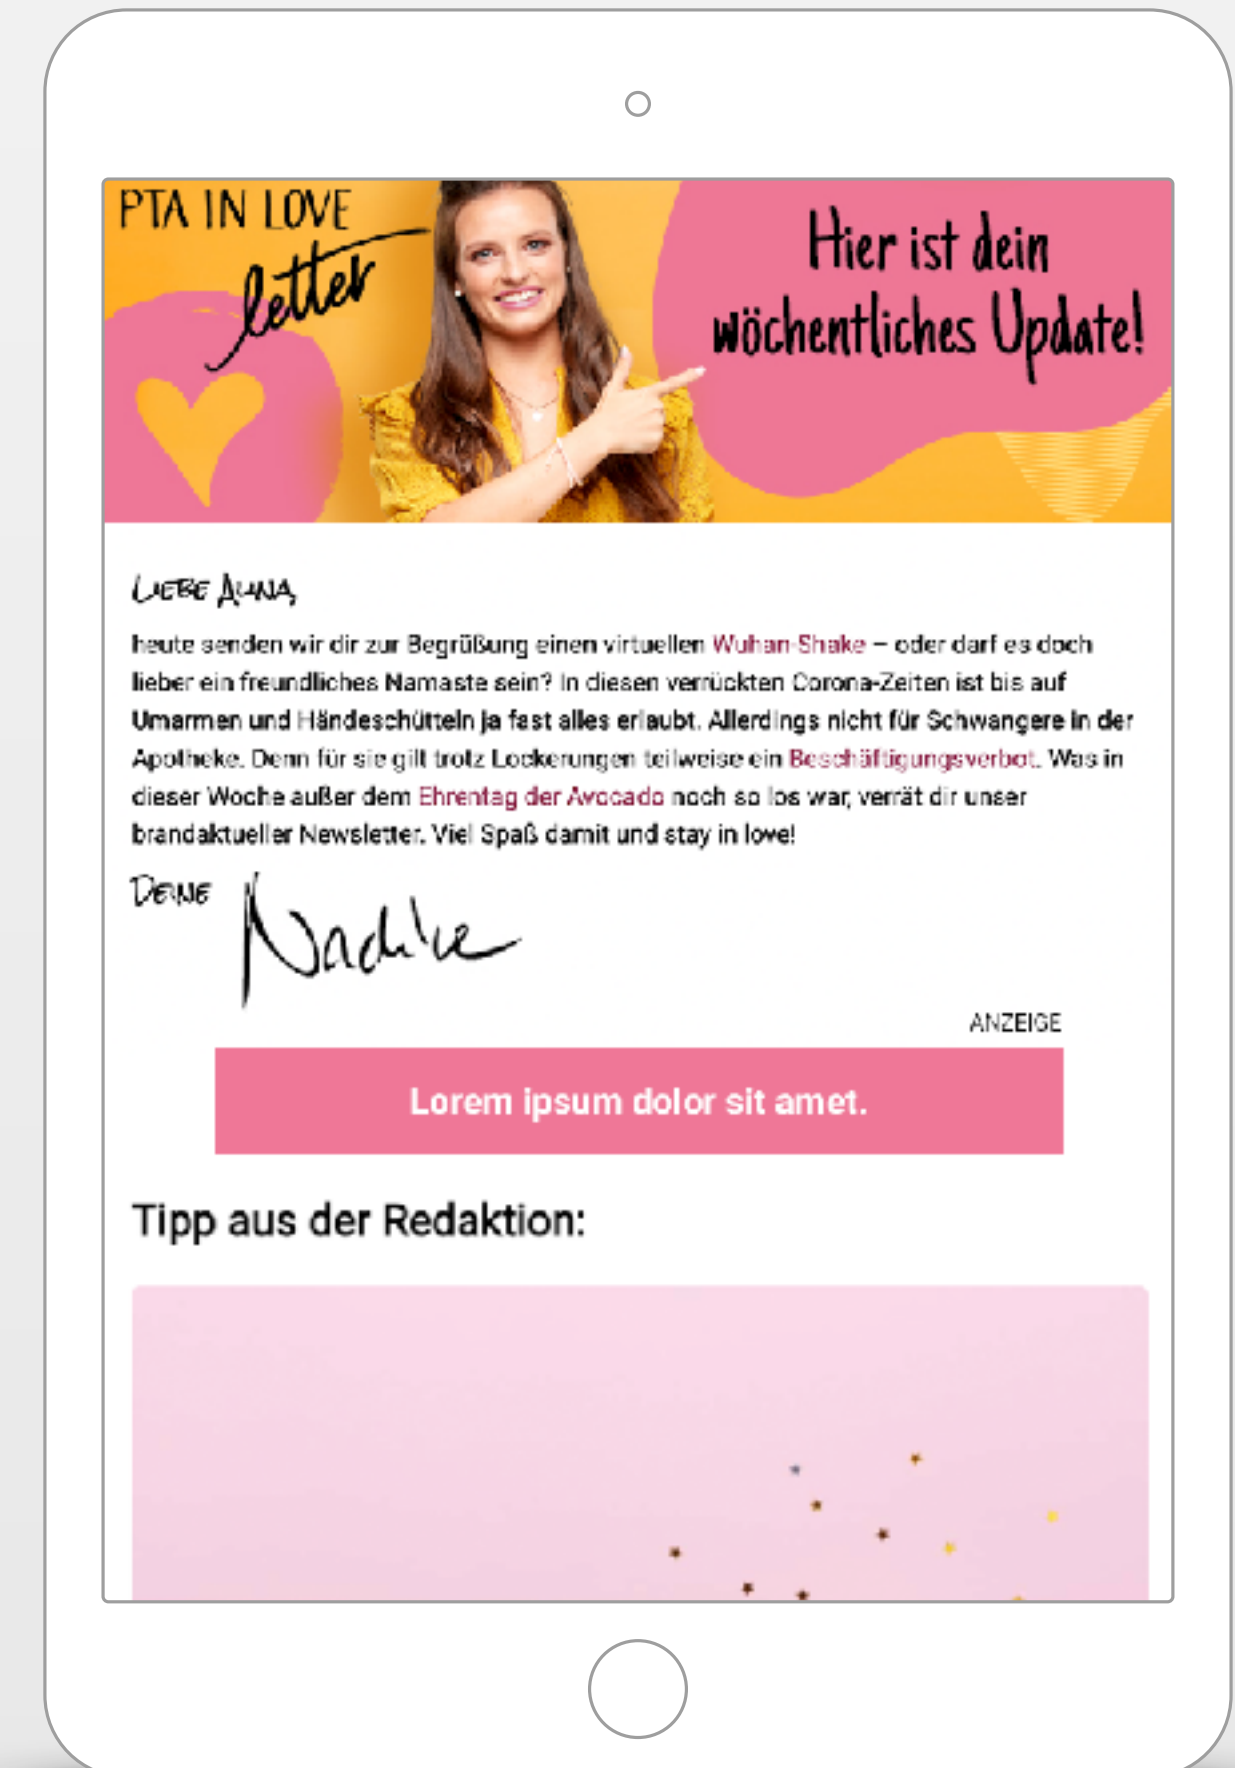 PTA IN LOVE
letter
Hier ist dein
wöchentliches Update!
LIEBE
heute senden wir dir zur Begrüßung einen virtuellen Wuhan-Shake – oder darf es doch
lieber ein freundliches Namaste sein? In diesen verrückten Corona-Zeiten ist bis auf
Umarmen und Händeschütteln ja fast alles erlaubt. Allerdings nicht für Schwangere in der
Apotheke. Denn für sie gilt trotz Lockerungen teilweise ein Beschäftigungsverbot. Was in
dieser Woche außer dem Ehrentag der Avocado noch so los war, verrät dir unser
brandaktueller Newsletter. Viel Spaß damit und stay in love!
DEINE
ANZEIGE
Lorem ipsum dolor sit amet.
Tipp aus der Redaktion: